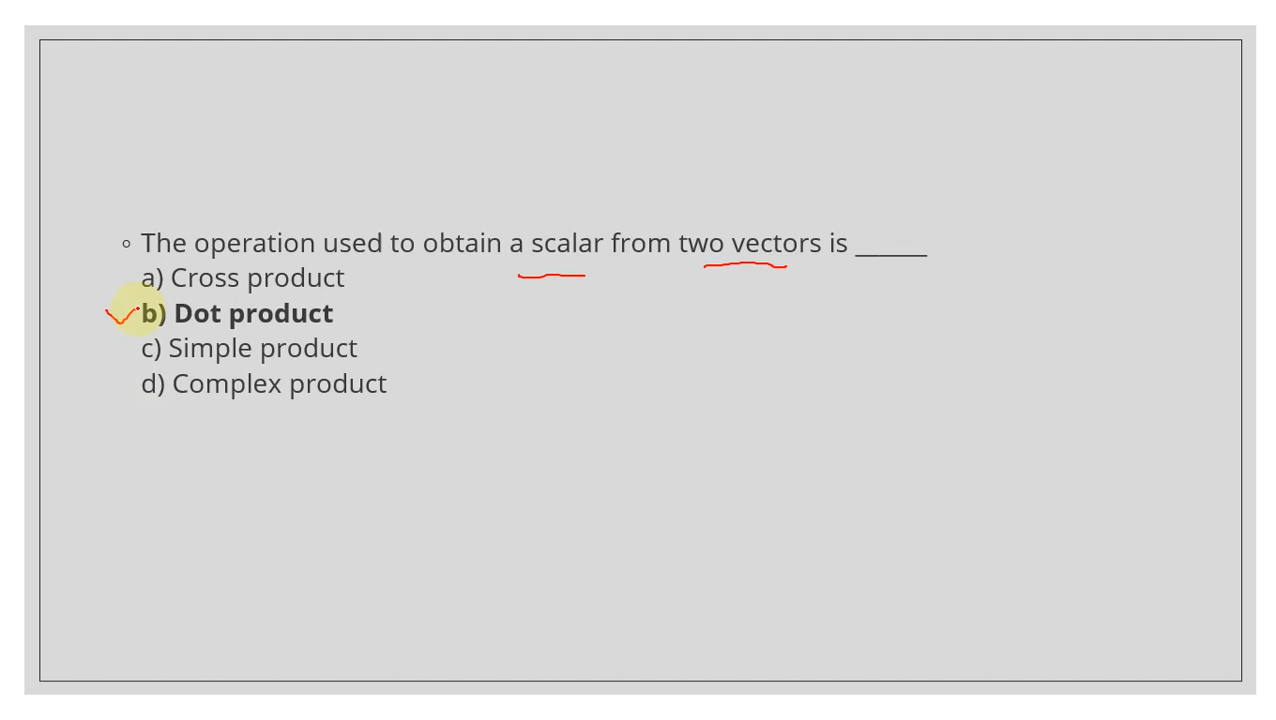 The operation used to obtain a scalar from two vectors is ______
a) Cross product
b) Dot product
c) Simple product
d) Complex product